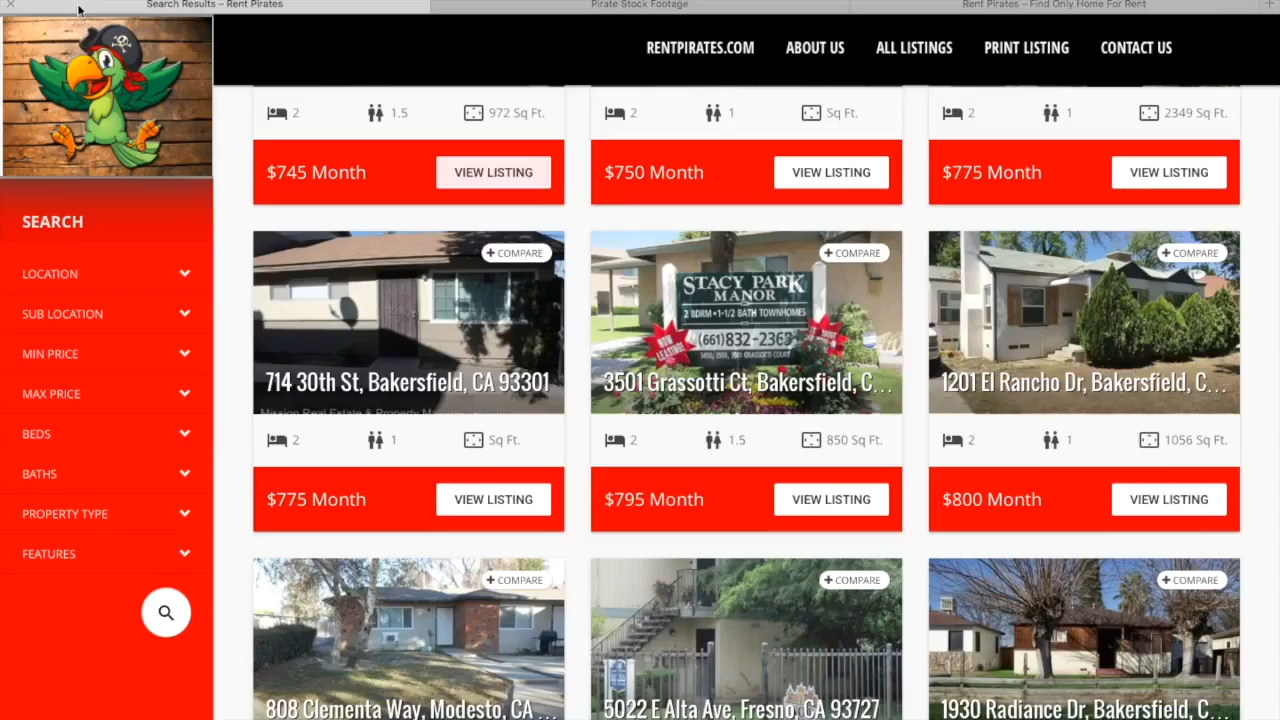 Search Results – Rent Pirates
Pirate Stock Footage
Rent Pirates – Find Only Home For Rent
RENTPIRATES.COM
ABOUT US
ALL LISTINGS
PRINT LISTING
CONTACT US
2
1.5
972 Sq Ft.
2
1
Sq Ft.
2
1
2349 Sq Ft.
$745 Month
VIEW LISTING
$750 Month
VIEW LISTING
$775 Month
VIEW LISTING
SEARCH
LOCATION
SUB LOCATION
MIN PRICE
MAX PRICE
BEDS
BATHS
PROPERTY TYPE
FEATURES
+ COMPARE
714 30th St, Bakersfield, CA 93301
Mission Real Estate & Property
2
1
Sq Ft.
$775 Month
VIEW LISTING
+ COMPARE
STACY PARK
MANOR
2 BDRM • 1-1/2 BATH TOWNHOMES
NOW
LEASING!
(661)832-2365
3501 Grassotti Ct, Bakersfield, C...
2
1.5
850 Sq Ft.
$795 Month
VIEW LISTING
+ COMPARE
1201 El Rancho Dr, Bakersfield, C...
2
1
1056 Sq Ft.
$800 Month
VIEW LISTING
+ COMPARE
808 Clementa Way, Modesto, CA ...
+ COMPARE
5022 E Alta Ave, Fresno, CA 93727
+ COMPARE
1930 Radiance Dr, Bakersfield, C...